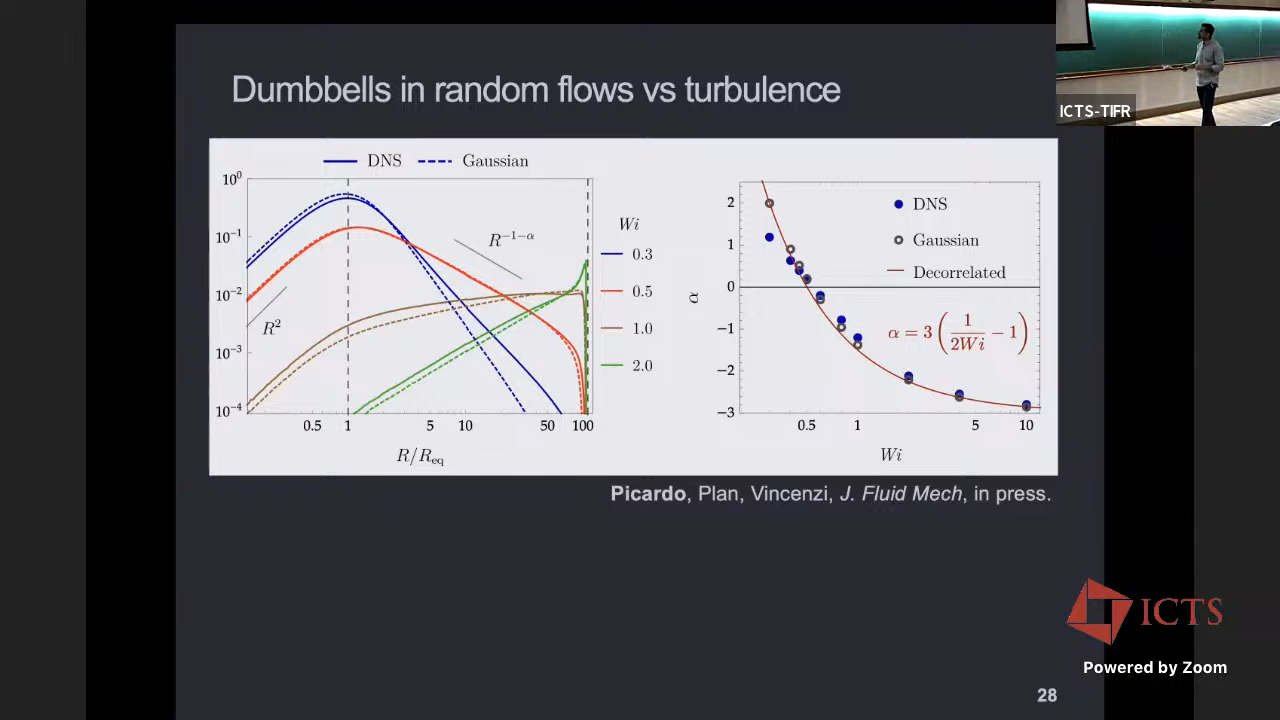 Dumbbells in random flows vs turbulence
ICTS-TIFR
DNS Gaussian
10⁰
10⁻¹
10⁻²
10⁻³
10⁻⁴
R²
R⁻¹⁻ᵅ
0.5 1 5 10 50 100
R/R_eq
Wi
0.3
0.5
1.0
2.0
2
1
0
−1
−2
−3
α
DNS
Gaussian
Decorrelated
α = 3 (1/2Wi − 1)
0.5 1 5 10
Wi
Picardo, Plan, Vincenzi, J. Fluid Mech, in press.
ICTS
Powered by Zoom
28